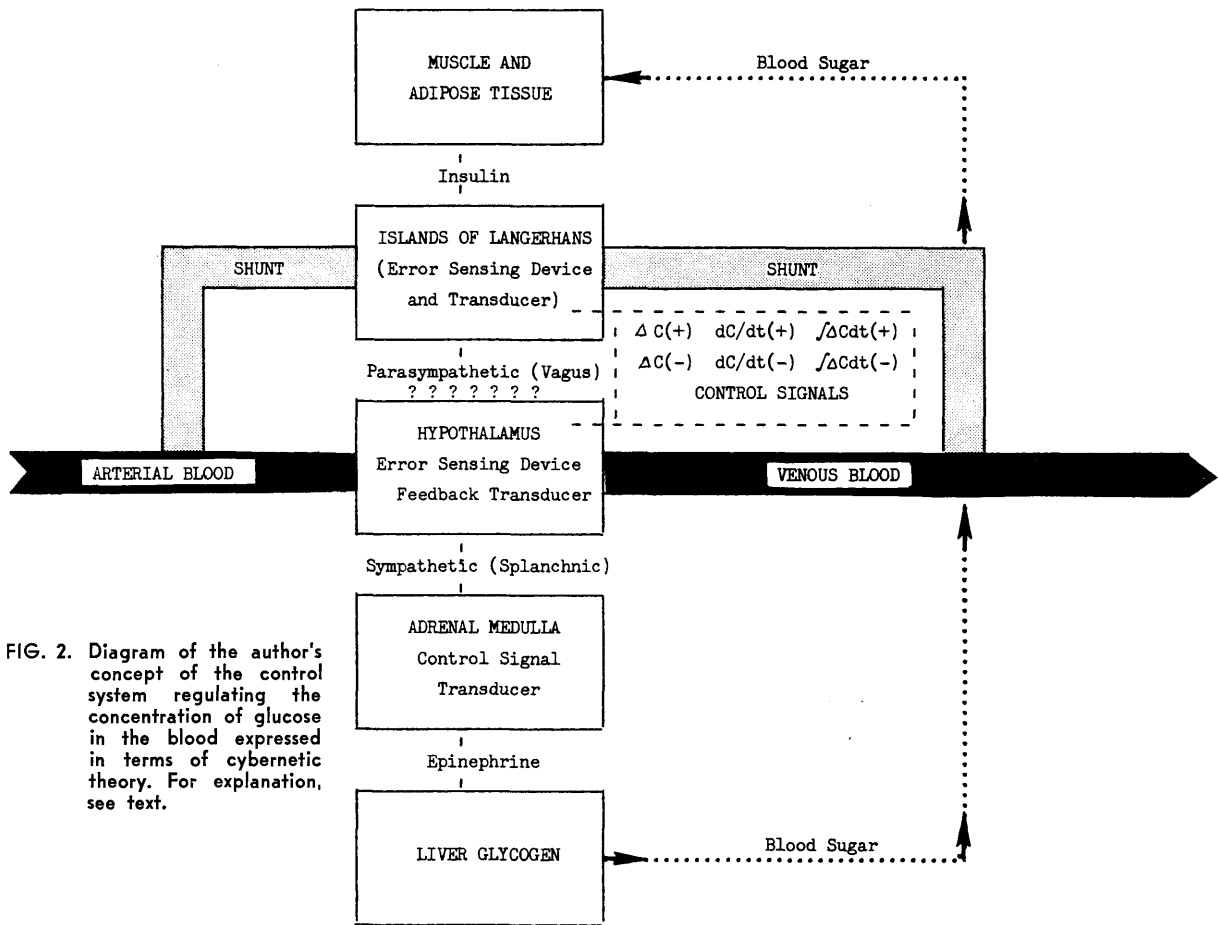 MUSCLE AND
ADIPOSE TISSUE
Blood Sugar
Insulin
ISLANDS OF LANGERHANS
(Error Sensing Device
and Transducer)
SHUNT
SHUNT
Δ C(+) dC/dt(+) ∫ΔCdt(+)
ΔC(-) dC/dt(-) ∫ΔCdt(-)
CONTROL SIGNALS
Parasympathetic (Vagus)
? ? ? ? ? ? ?
HYPOTHALAMUS
Error Sensing Device
Feedback Transducer
ARTERIAL BLOOD
VENOUS BLOOD
Sympathetic (Splanchnic)
ADRENAL MEDULLA
Control Signal
Transducer
Epinephrine
LIVER GLYCOGEN
Blood Sugar
FIG. 2. Diagram of the author's
concept of the control
system regulating the
concentration of glucose
in the blood expressed
in terms of cybernetic
theory. For explanation,
see text.